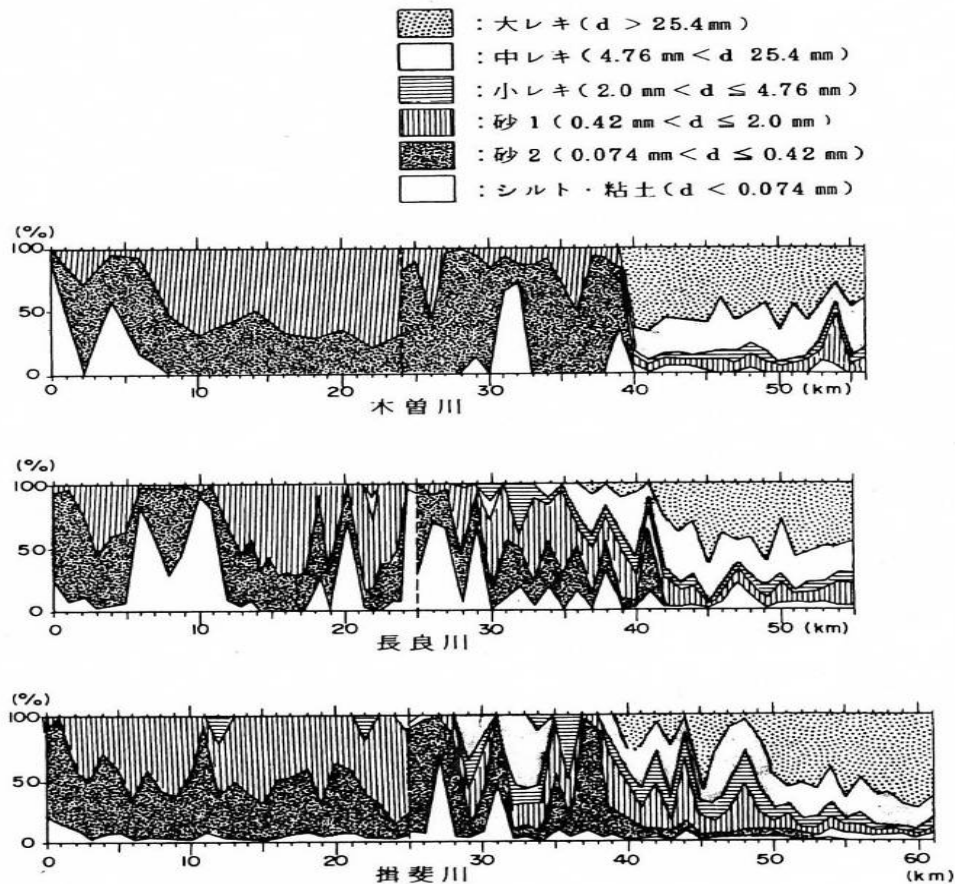 ：大レキ(d > 25.4 mm)
：中レキ(4.76 mm < d 25.4 mm)
：小レキ(2.0 mm < d ≤ 4.76 mm)
：砂1(0.42 mm < d ≤ 2.0 mm)
：砂2(0.074 mm < d ≤ 0.42 mm)
：シルト・粘土(d < 0.074 mm)
(%)
100
50
0
0 10 20 30 40 50 (km)
木曽川
(%)
100
50
0
0 10 20 30 40 50 (km)
長良川
(%)
100
50
0
0 10 20 30 40 50 60
(km)
揖斐川